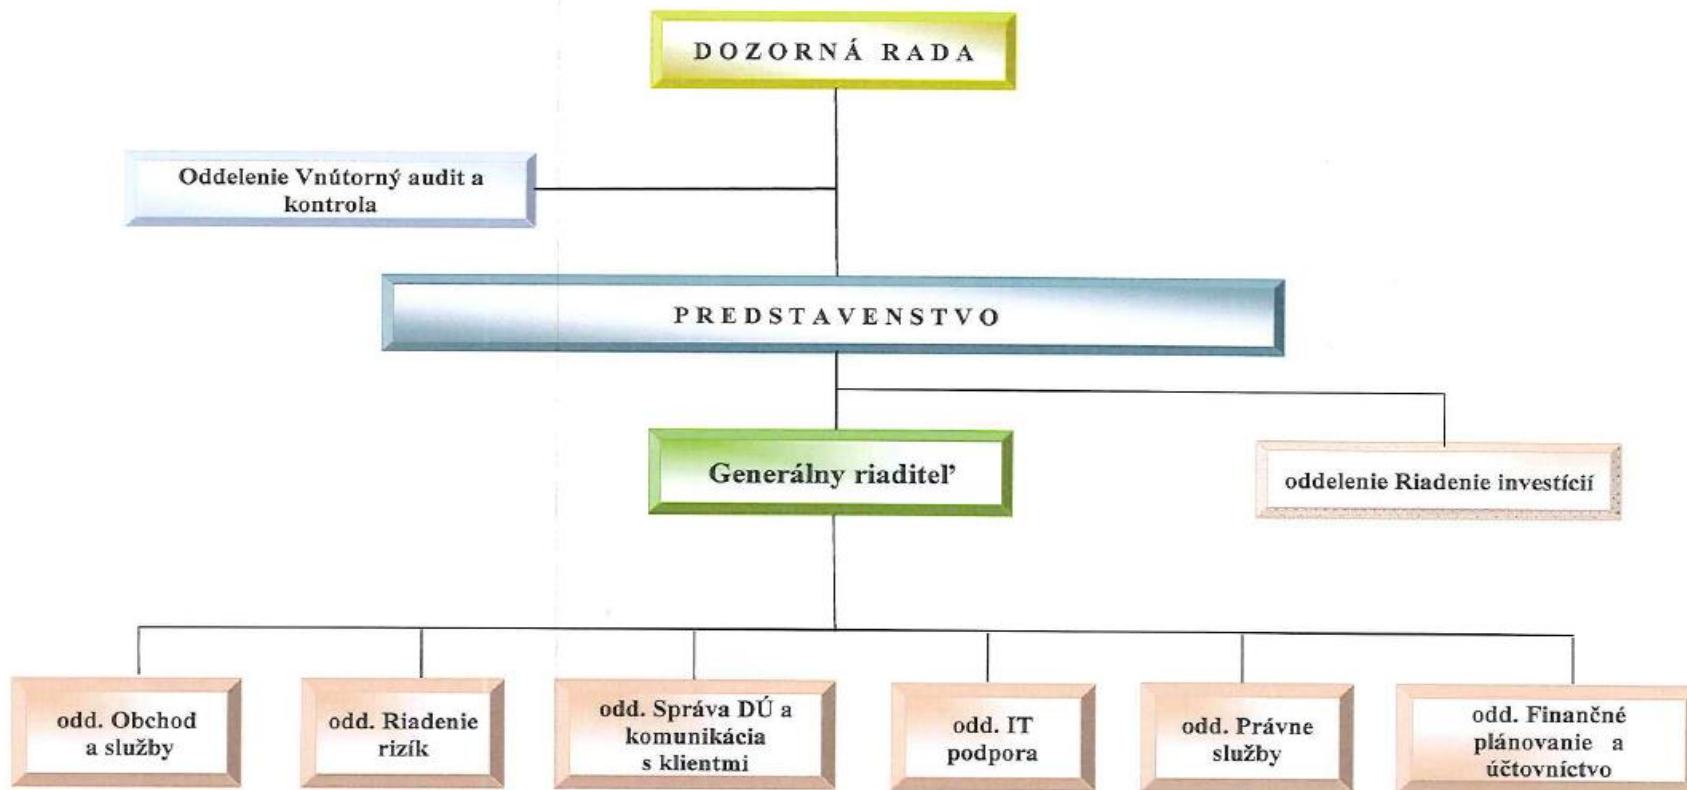 DOZORNÁ RADA
Oddelenie Vnútorný audit a
kontrola
PREDSTAVENSTVO
Generálny riaditeľ
oddelenie Riadenie investícií
odd. Obchod
a služby
odd. Riadenie
rizík
odd. Správa DÚ a
komunikácia
s klientmi
odd. IT
podpora
odd. Právne
služby
odd. Finančné
plánovanie a
účtovníctvo